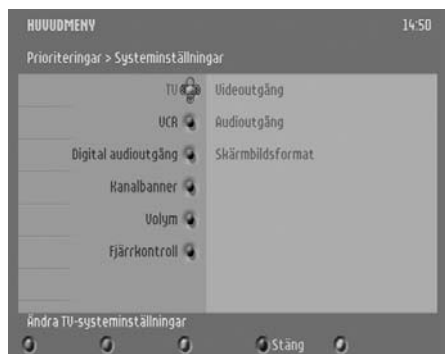 HUVUDMENY 14:50
Prioriteringar > Systeminställningar
TV Videoutgång
VCR Audioutgång
Digital audioutgång Skärmbildsformat
Kanalbanner
Volym
Fjärrkontroll
Ändra TV-systeminställningar
Stäng